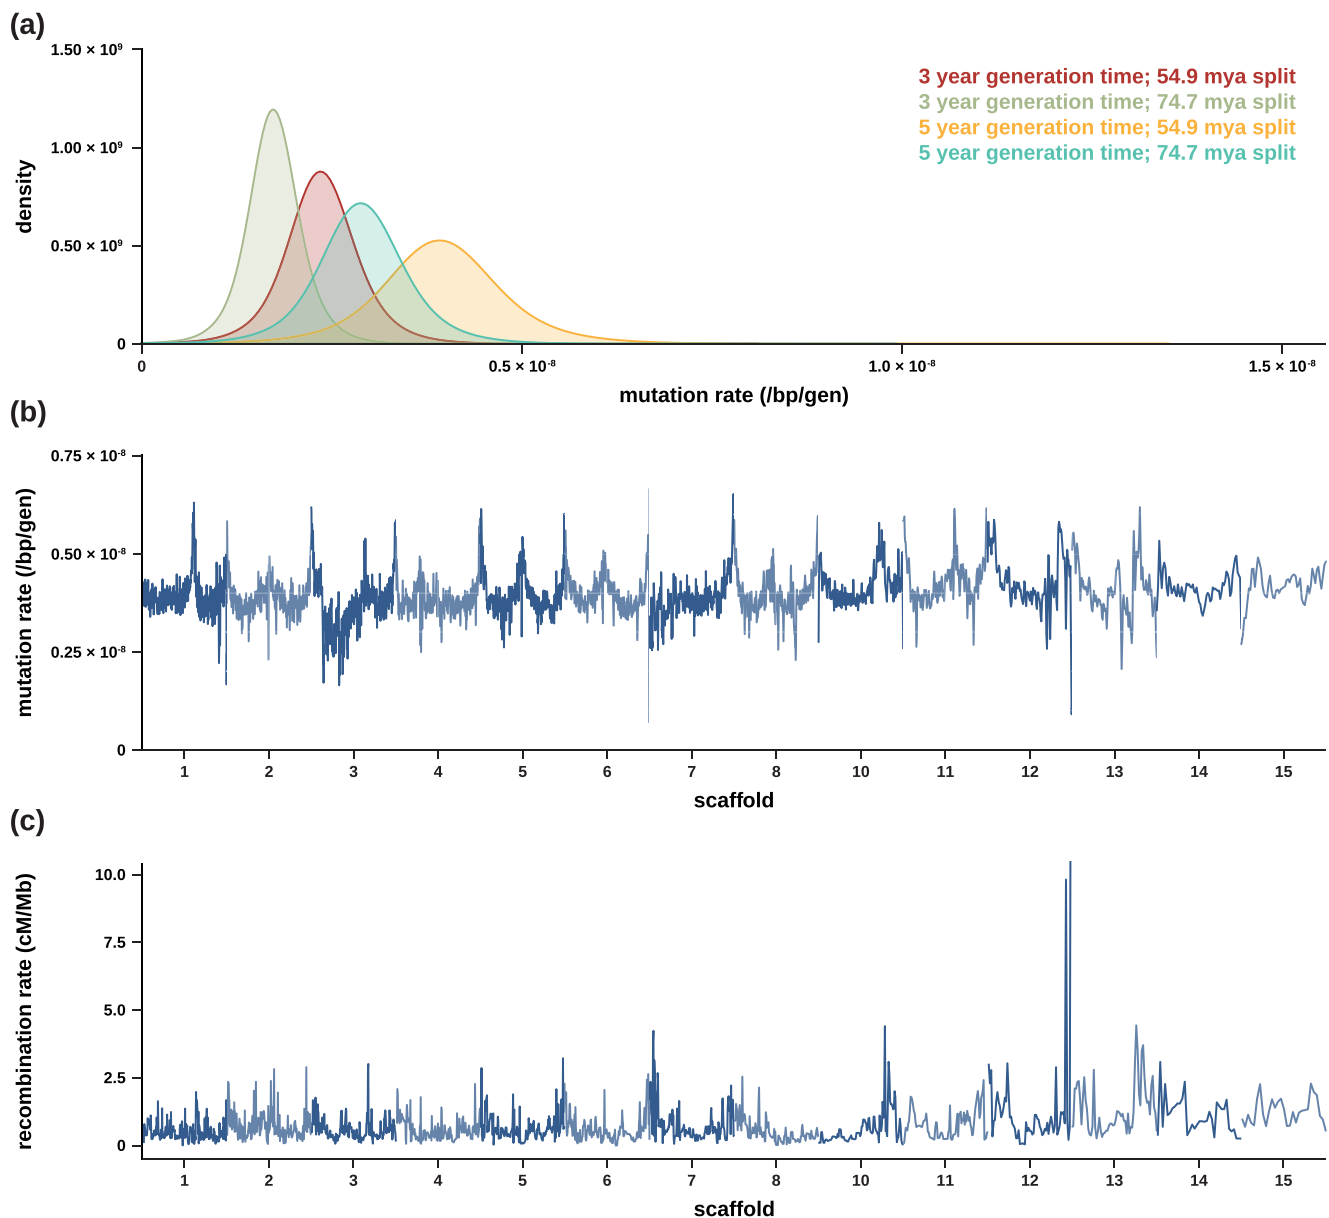 (a)
1.50 × 10⁹
1.00 × 10⁹
0.50 × 10⁹
0
density
3 year generation time; 54.9 mya split
3 year generation time; 74.7 mya split
5 year generation time; 54.9 mya split
5 year generation time; 74.7 mya split
0 0.5 × 10⁻⁸ 1.0 × 10⁻⁸ 1.5 × 10⁻⁸
mutation rate (/bp/gen)
(b)
0.75 × 10⁻⁸
0.50 × 10⁻⁸
0.25 × 10⁻⁸
0
mutation rate (/bp/gen)
1 2 3 4 5 6 7 8 10 11 12 13 14 15
scaffold
(c)
10.0
7.5
5.0
2.5
0
recombination rate (cM/Mb)
1 2 3 4 5 6 7 8 10 11 12 13 14 15
scaffold